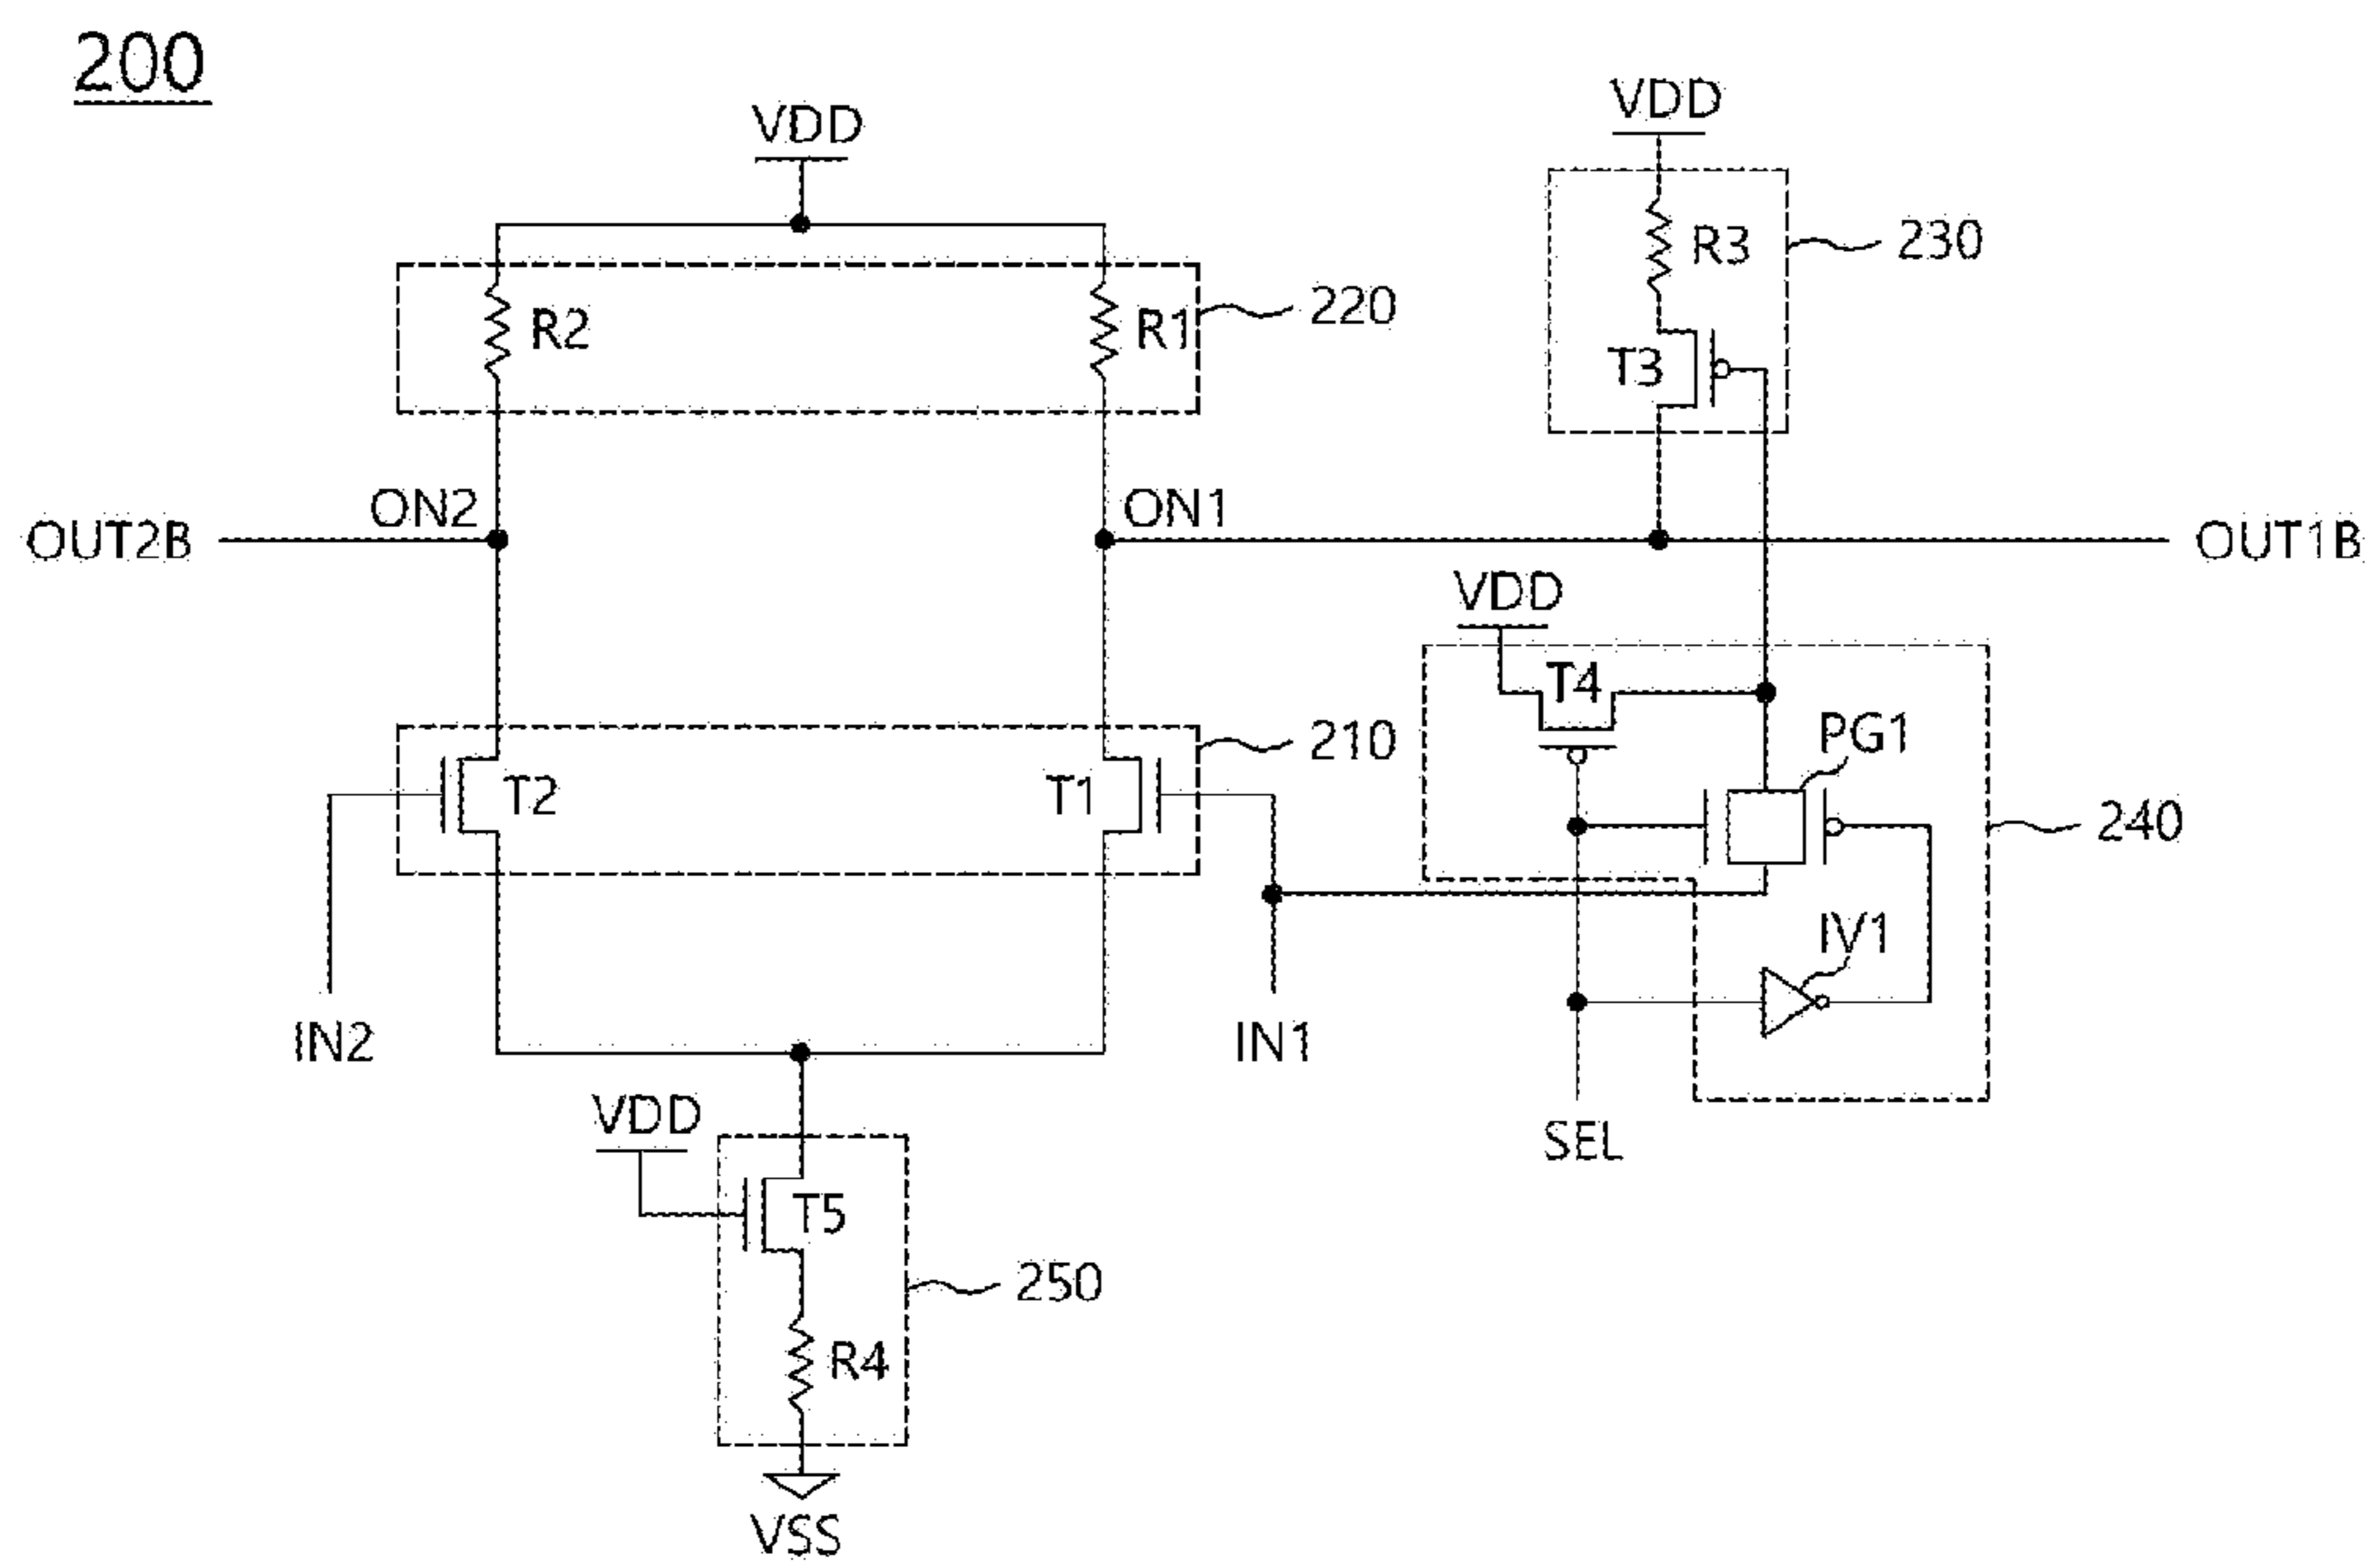 200
VDD
VDD
R3
230
R2
R1
220
T3
ON2
ON1
OUT2B
OUT1B
VDD
T4
PG1
210
T2
T1
240
IV1
IN2
IN1
VDD
SEL
T5
250
R4
VSS